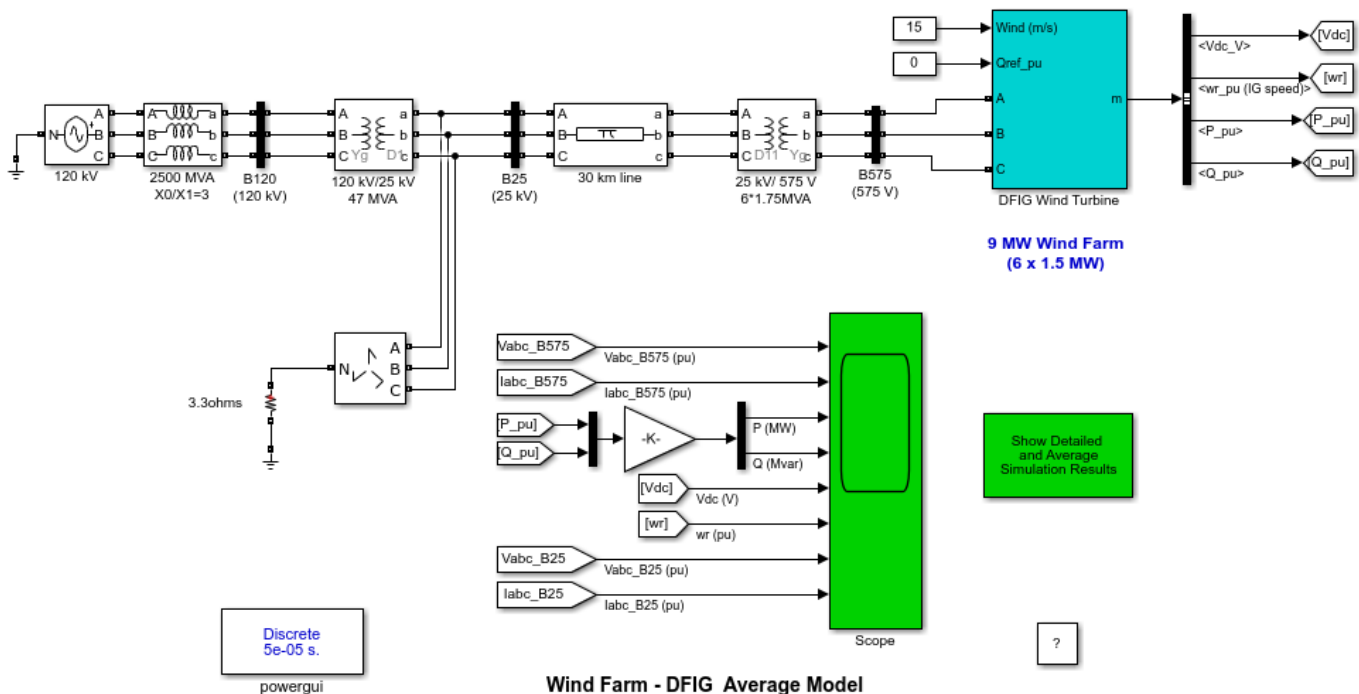 15
Wind (m/s)
[Vdc]
<Vdc_V>
0
Qref_pu
[wr]
<wr_pu (IG speed)>
A
m
[P_pu]
<P_pu>
B
[Q_pu]
<Q_pu>
C
DFIG Wind Turbine
9 MW Wind Farm
(6 x 1.5 MW)
N
A
B
C
120 kV
A a
B b
C c
2500 MVA
X0/X1=3
B120
(120 kV)
A a
B b
C c
Yg D1
120 kV/25 kV
47 MVA
B25
(25 kV)
A a
B b
C c
30 km line
A a
B b
C c
D11 Yg
25 kV/ 575 V
6*1.75MVA
B575
(575 V)
N
A
B
C
3.3ohms
Vabc_B575
Vabc_B575 (pu)
Iabc_B575
Iabc_B575 (pu)
[P_pu]
[Q_pu]
-K-
P (MW)
Q (Mvar)
[Vdc]
Vdc (V)
[wr]
wr (pu)
Vabc_B25
Vabc_B25 (pu)
Iabc_B25
Iabc_B25 (pu)
Scope
Show Detailed
and Average
Simulation Results
Discrete
5e-05 s.
powergui
?
Wind Farm - DFIG Average Model